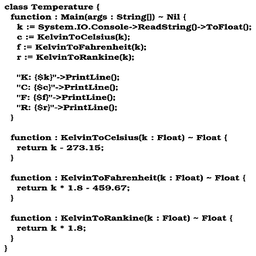 class Temperature {
function : Main(args : String[]) ~ Nil {
k := System.IO.Console->ReadString()->ToFloat();
c := KelvinToCelsius(k);
f := KelvinToFahrenheit(k);
r := KelvinToRankine(k);
"K: {$k}"->PrintLine();
"C: {$c}"->PrintLine();
"F: {$f}"->PrintLine();
"R: {$r}"->PrintLine();
}
function : KelvinToCelsius(k : Float) ~ Float {
return k - 273.15;
}
function : KelvinToFahrenheit(k : Float) ~ Float {
return k * 1.8 - 459.67;
}
function : KelvinToRankine(k : Float) ~ Float {
return k * 1.8;
}
}